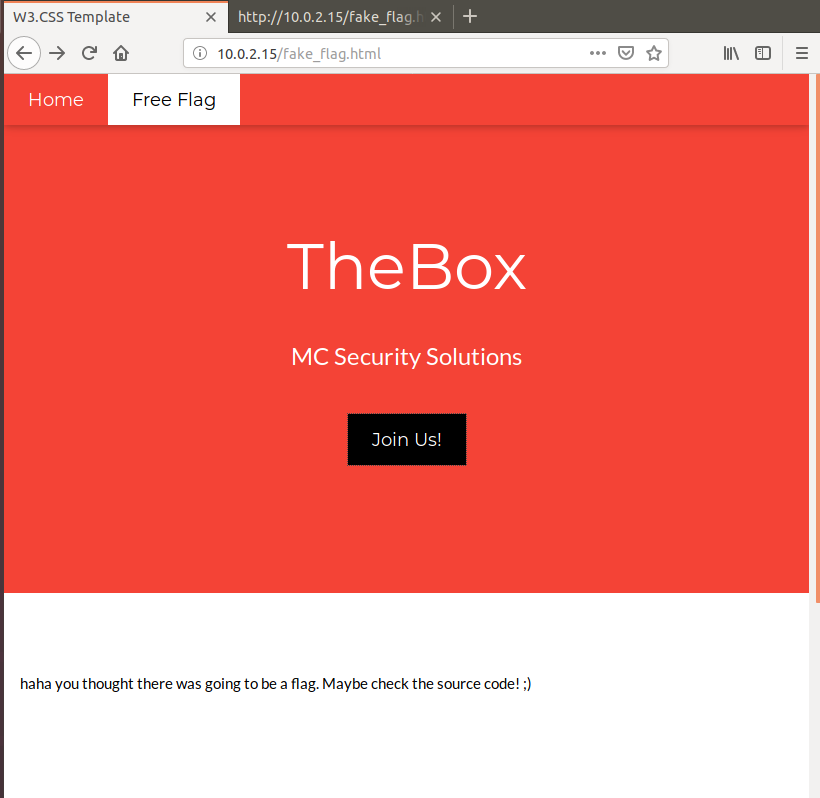 W3.CSS Template
http://10.0.2.15/fake_flag.h
10.0.2.15/fake_flag.html
Home
Free Flag
TheBox
MC Security Solutions
Join Us!
haha you thought there was going to be a flag. Maybe check the source code! ;)